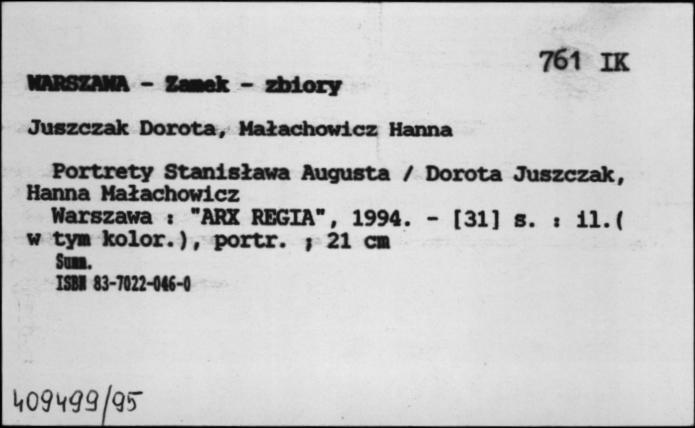 761 IK
WARSZAWA - Zamek - zbiory
Juszczak Dorota, Małachowicz Hanna
Portrety Stanisława Augusta / Dorota Juszczak,
Hanna Małachowicz
Warszawa : "ARX REGIA", 1994. - [31] s. : il.(
w tym kolor.), portr. ; 21 cm
Summ.
ISBN 83-7022-046-0
409499/95